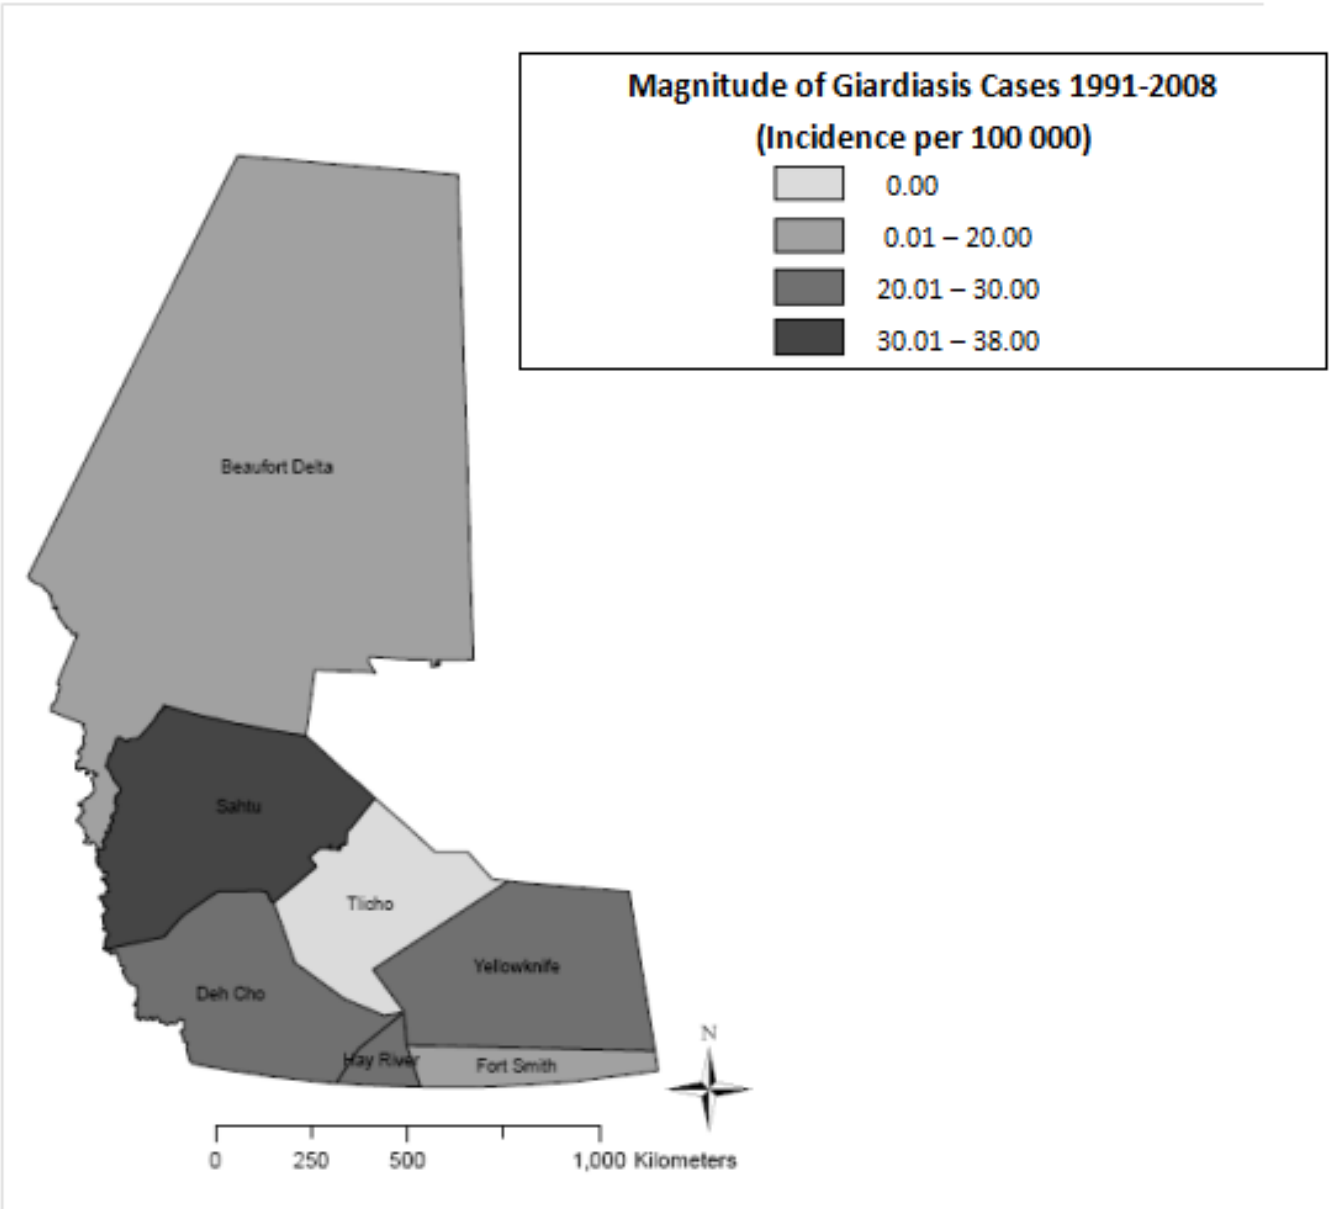 Magnitude of Giardiasis Cases 1991-2008
(Incidence per 100 000)
0.00
0.01 – 20.00
20.01 – 30.00
30.01 – 38.00
Beaufort Delta
Sahtu
Tlicho
Yellowknife
Deh Cho
Hay River
Fort Smith
N
0 250 500 1,000 Kilometers